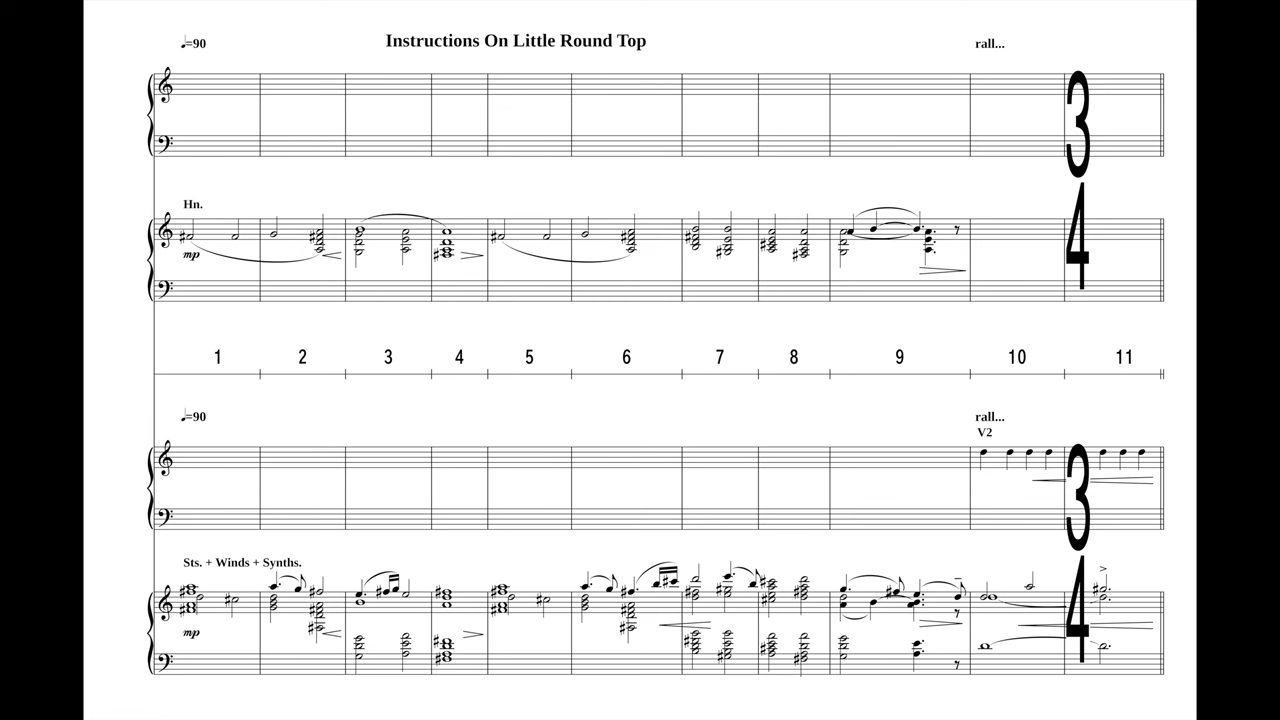 ♩=90 Instructions On Little Round Top rall...
3
4
Hn.
mp
1 2 3 4 5 6 7 8 9 10 11
♩=90 rall...
V2
3
4
Sts. + Winds + Synths.
mp